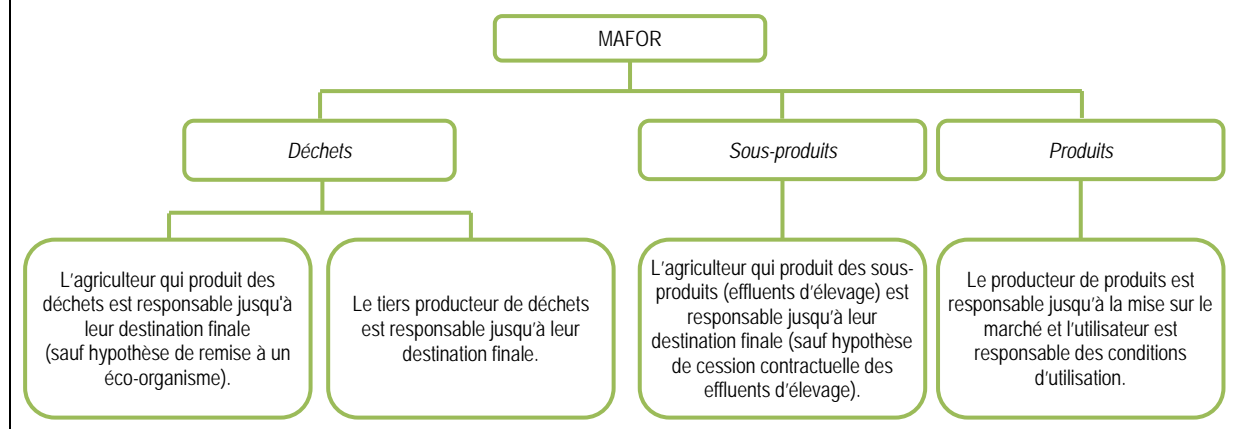 MAFOR
Déchets
Sous-produits
Produits
L'agriculteur qui produit des
déchets est responsable jusqu'à
leur destination finale
(sauf hypothèse de remise à un
éco-organisme).
Le tiers producteur de déchets
est responsable jusqu'à leur
destination finale.
L'agriculteur qui produit des sous-
produits (effluents d'élevage) est
responsable jusqu'à leur
destination finale (sauf hypothèse
de cession contractuelle des
effluents d'élevage).
Le producteur de produits est
responsable jusqu'à la mise sur le
marché et l'utilisateur est
responsable des conditions
d'utilisation.